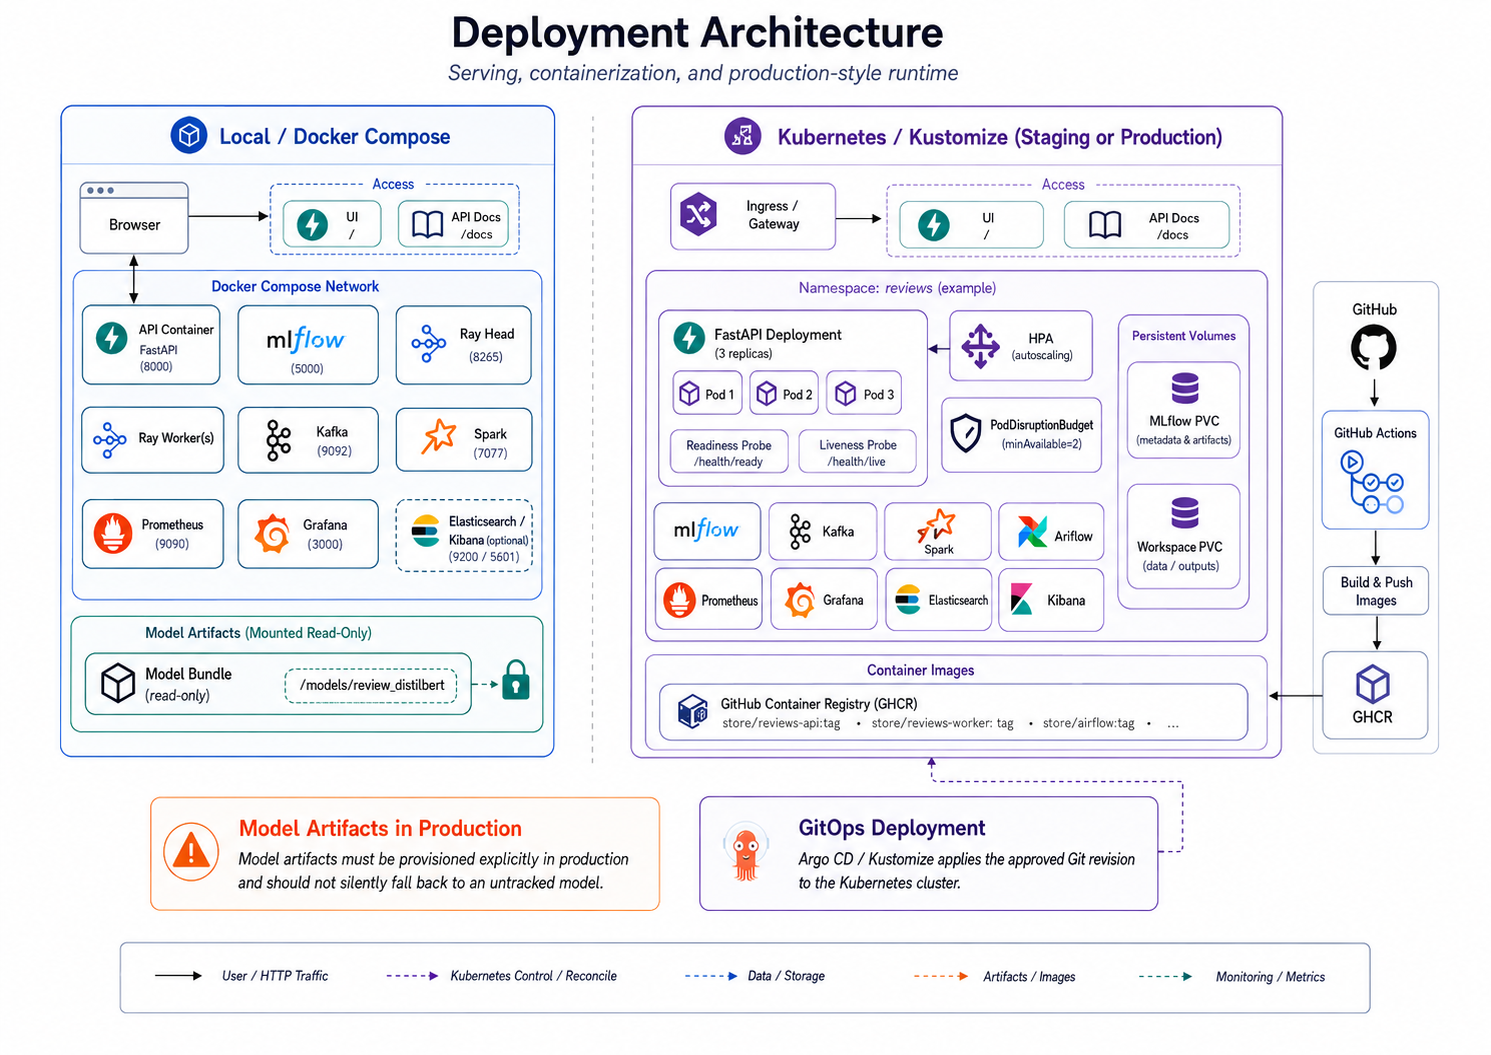 Deployment Architecture
Serving, containerization, and production-style runtime
Local / Docker Compose
Browser
Access
UI
/
API Docs
/docs
Docker Compose Network
API Container
FastAPI
(8000)
mlflow
(5000)
Ray Head
(8265)
Ray Worker(s)
Kafka
(9092)
Spark
(7077)
Prometheus
(9090)
Grafana
(3000)
Elasticsearch /
Kibana (optional)
(9200 / 5601)
Model Artifacts (Mounted Read-Only)
Model Bundle
(read-only)
/models/review_distilbert
Kubernetes / Kustomize (Staging or Production)
Ingress /
Gateway
Access
UI
/
API Docs
/docs
Namespace: reviews (example)
FastAPI Deployment
(3 replicas)
Pod 1
Pod 2
Pod 3
Readiness Probe
/health/ready
Liveness Probe
/health/live
HPA
(autoscaling)
PodDisruptionBudget
(minAvailable=2)
Persistent Volumes
MLflow PVC
(metadata & artifacts)
Workspace PVC
(data / outputs)
mlflow
Kafka
Spark
Ariflow
Prometheus
Grafana
Elasticsearch
Kibana
Container Images
GitHub Container Registry (GHCR)
store/reviews-api:tag • store/reviews-worker: tag • store/airflow:tag • ...
GitHub
GitHub Actions
Build & Push
Images
GHCR
Model Artifacts in Production
Model artifacts must be provisioned explicitly in production
and should not silently fall back to an untracked model.
GitOps Deployment
Argo CD / Kustomize applies the approved Git revision
to the Kubernetes cluster.
User / HTTP Traffic
Kubernetes Control / Reconcile
Data / Storage
Artifacts / Images
Monitoring / Metrics